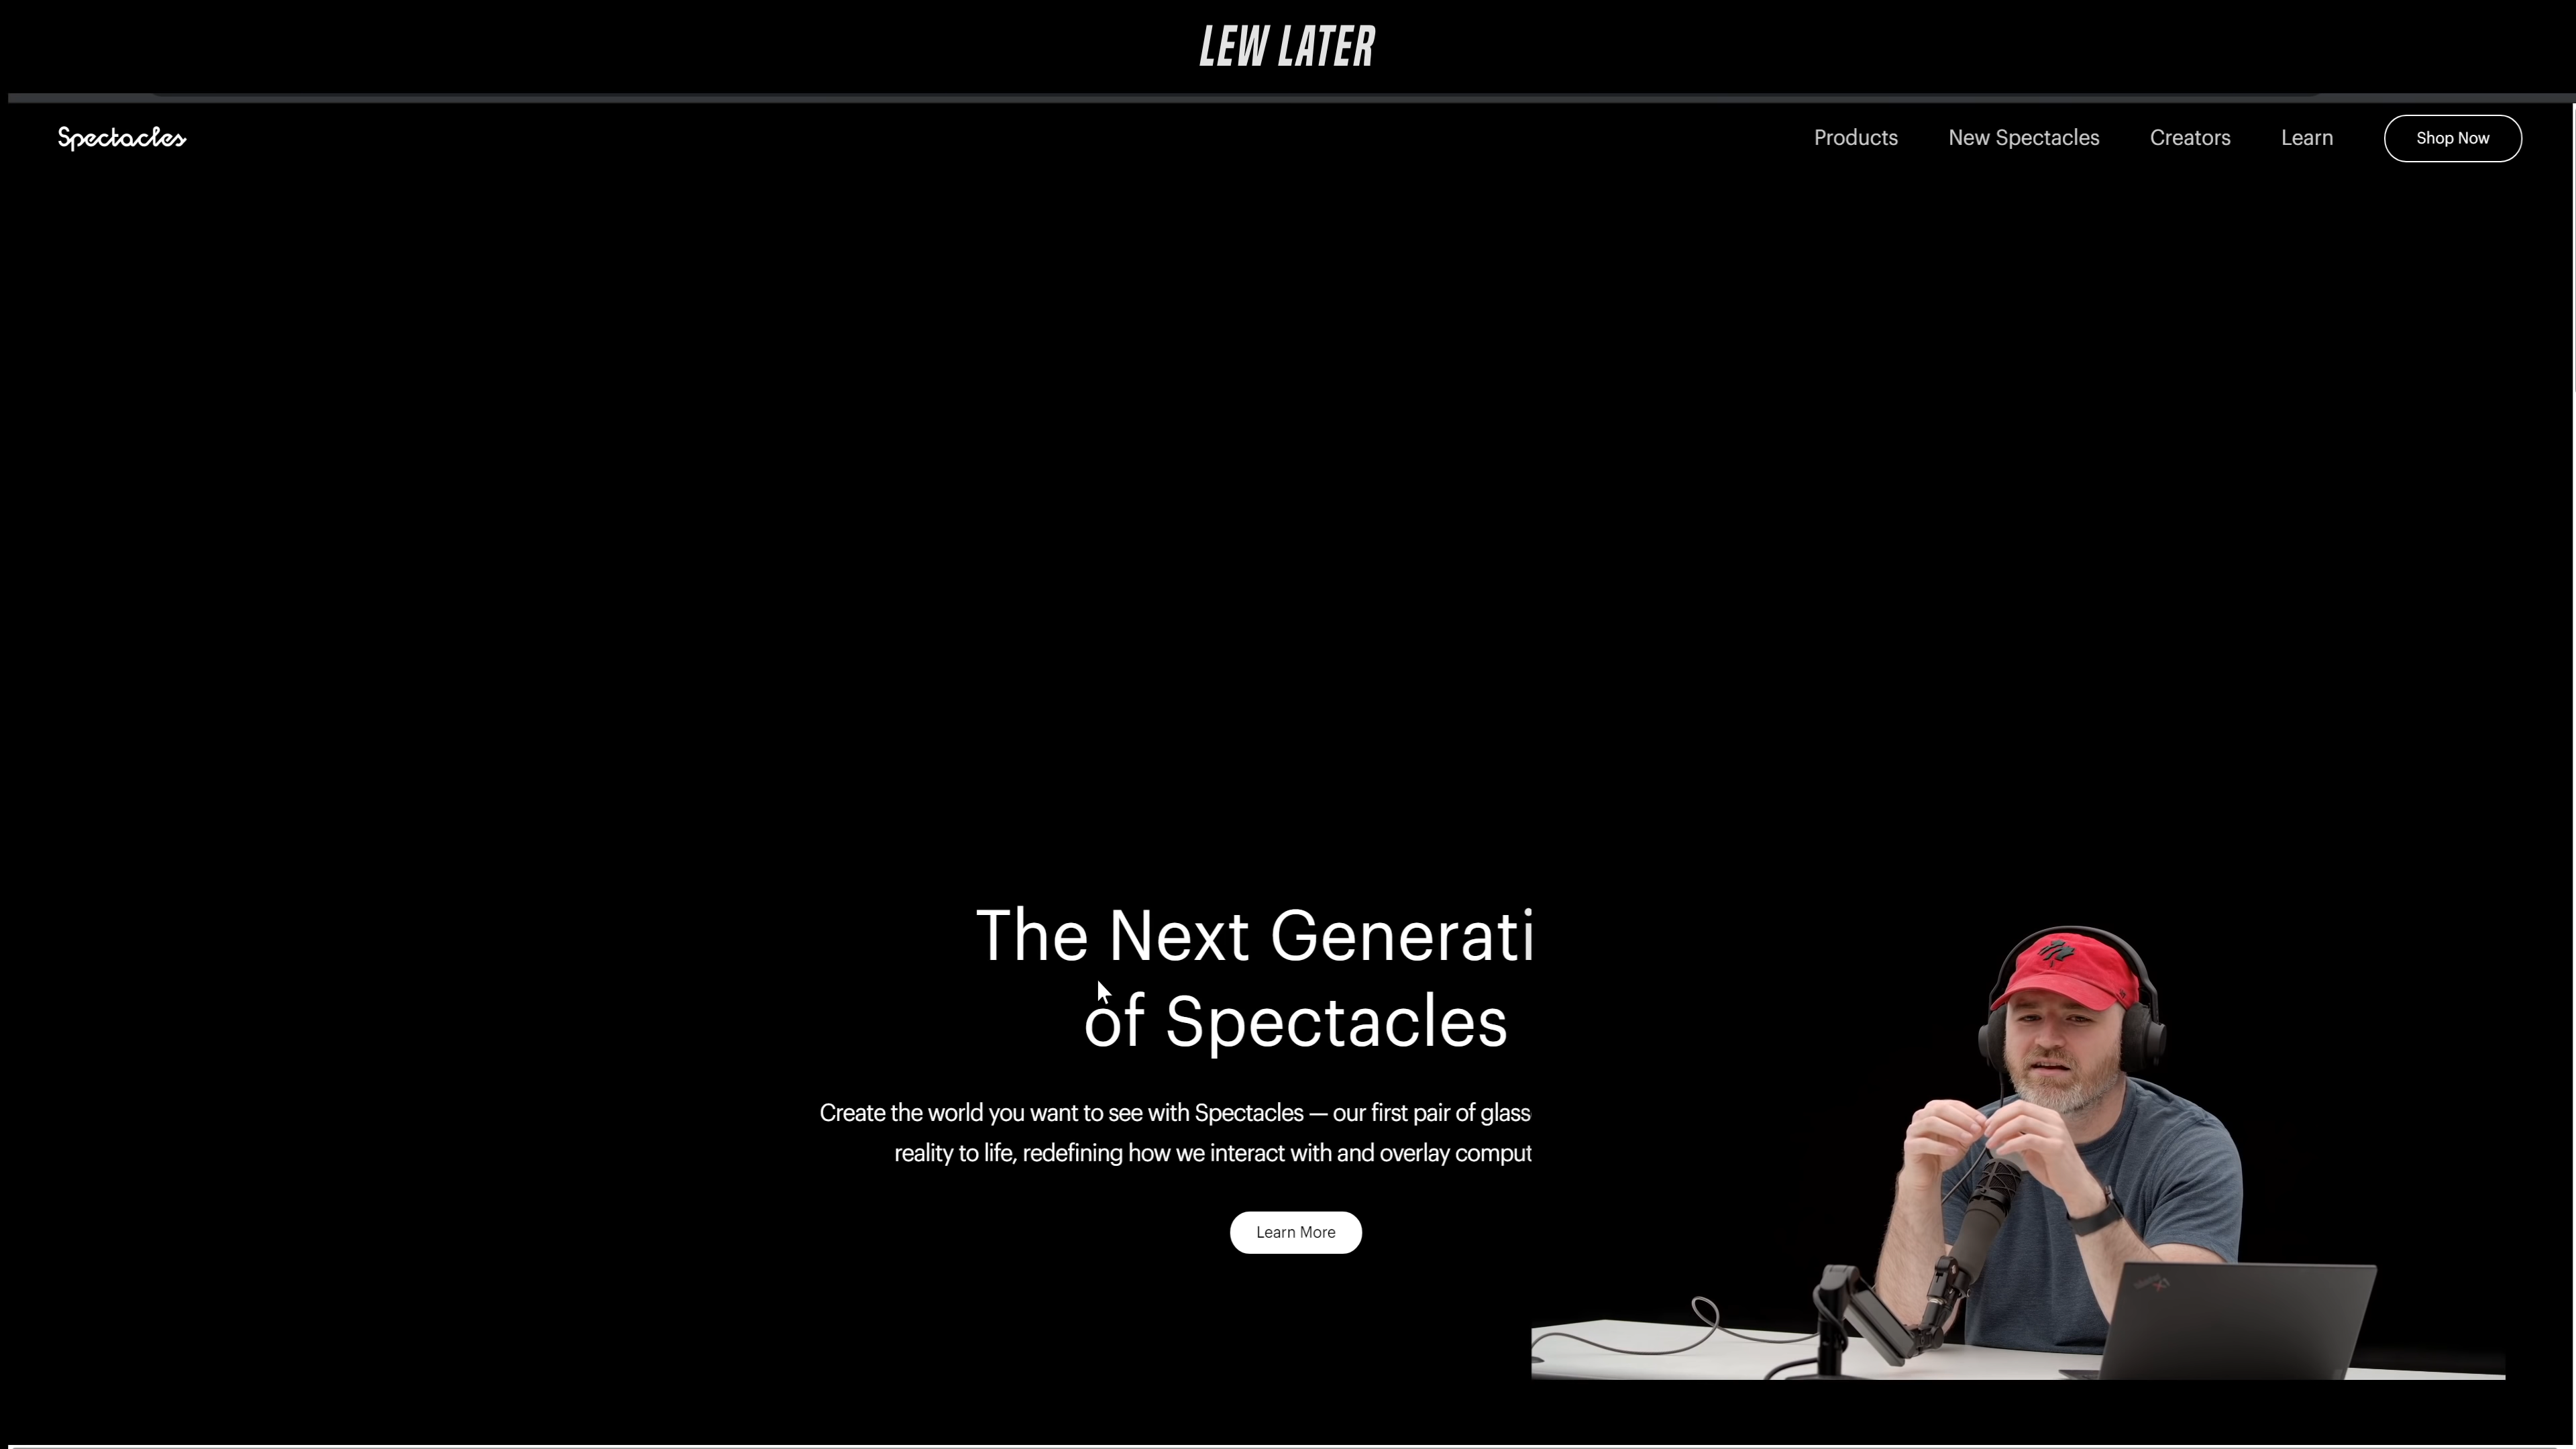 LEW LATER
Spectacles
Products
New Spectacles
Creators
Learn
Shop Now
The Next Generati
of Spectacles
Create the world you want to see with Spectacles — our first pair of glass
reality to life, redefining how we interact with and overlay comput
Learn More